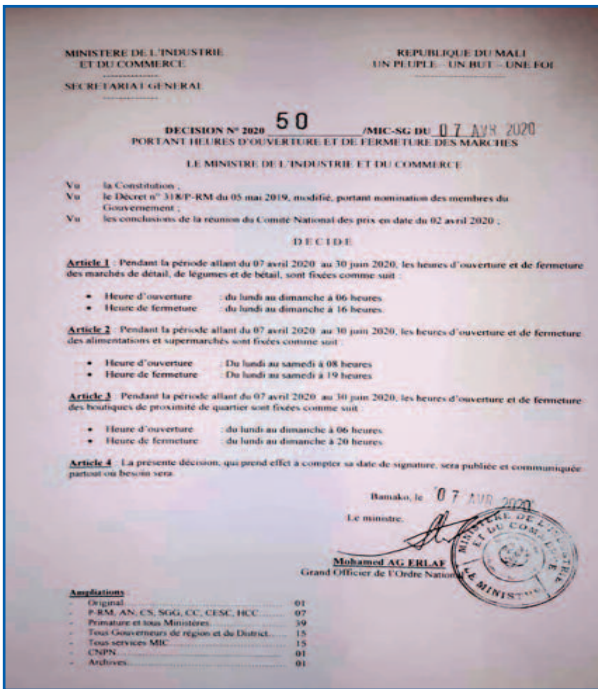 MINISTERE DE L'INDUSTRIE
ET DU COMMERCE
---------------
SECRETARIAT GENERAL
---------------
REPUBLIQUE DU MALI
UN PEUPLE – UN BUT – UNE FOI
---------------
DECISION N° 2020 50 /MIC-SG DU 07 AVR 2020
PORTANT HEURES D'OUVERTURE ET DE FERMETURE DES MARCHES
LE MINISTRE DE L'INDUSTRIE ET DU COMMERCE
Vu la Constitution ;
Vu le Décret n° 318/P-RM du 05 mai 2019, modifié, portant nomination des membres du
Gouvernement ;
Vu les conclusions de la réunion du Comité National des prix en date du 02 avril 2020 ;
DECIDE
Article 1 : Pendant la période allant du 07 avril 2020 au 30 juin 2020, les heures d'ouverture et de fermeture
des marchés de détail, de légumes et de bétail, sont fixées comme suit :
• Heure d'ouverture : du lundi au dimanche à 06 heures
• Heure de fermeture : du lundi au dimanche à 16 heures.
Article 2 : Pendant la période allant du 07 avril 2020 au 30 juin 2020, les heures d'ouverture et de fermeture
des alimentations et supermarchés sont fixées comme suit :
• Heure d'ouverture : Du lundi au samedi à 08 heures
• Heure de fermeture : Du lundi au samedi à 19 heures
Article 3 : Pendant la période allant du 07 avril 2020 au 30 juin 2020, les heures d'ouverture et de fermeture
des boutiques de proximité de quartier sont fixées comme suit :
• Heure d'ouverture : du lundi au dimanche à 06 heures
• Heure de fermeture : du lundi au dimanche à 20 heures
Article 4 : La présente décision, qui prend effet à compter sa date de signature, sera publiée et communiquée
partout où besoin sera.
Bamako, le 07 AVR 2020
Le ministre,
MINISTERE DE L'INDUSTRIE
ET DU COMMERCE
LE MINISTRE
Mohamed AG ERLAF
Grand Officier de l'Ordre National
Ampliations :
- Original 01
- P-RM, AN, CS, SGG, CC, CESC, HCC 07
- Primature et tous Ministères 39
- Tous Gouverneurs de région et du District 15
- Tous services MIC 15
- CNPN 01
- Archives 01